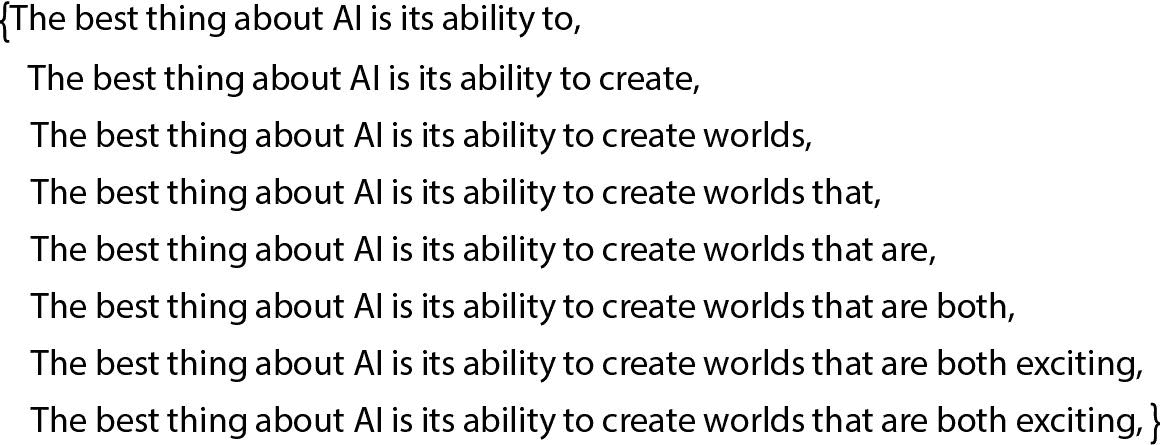 {The best thing about AI is its ability to,
The best thing about AI is its ability to create,
The best thing about AI is its ability to create worlds,
The best thing about AI is its ability to create worlds that,
The best thing about AI is its ability to create worlds that are,
The best thing about AI is its ability to create worlds that are both,
The best thing about AI is its ability to create worlds that are both exciting,
The best thing about AI is its ability to create worlds that are both exciting, }